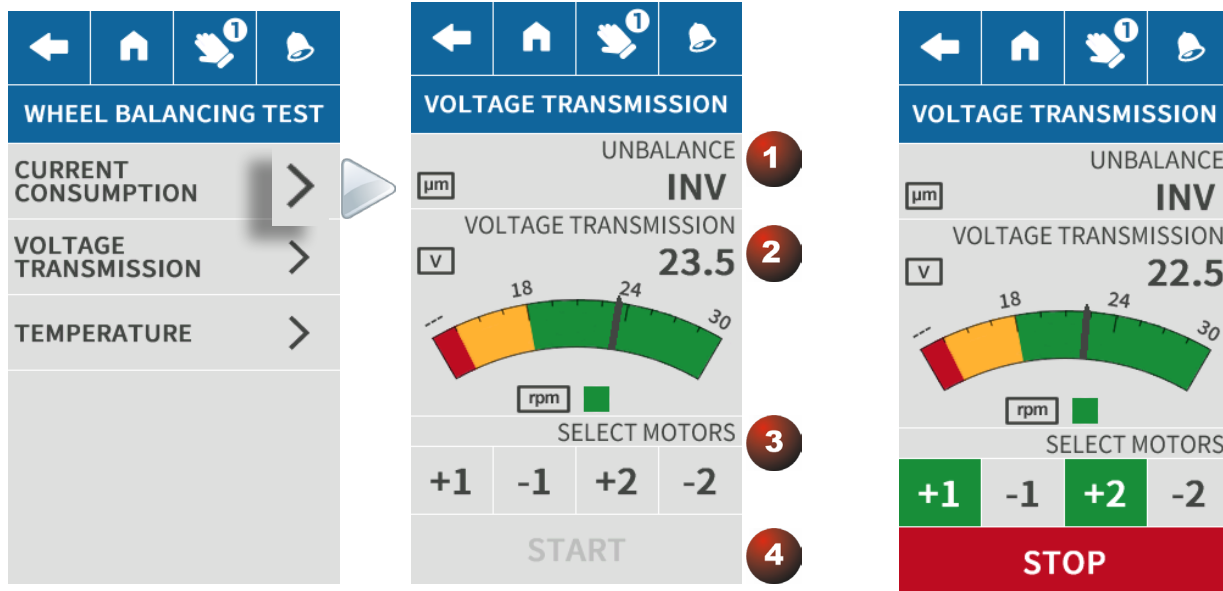 1
WHEEL BALANCING TEST
CURRENT
CONSUMPTION
VOLTAGE
TRANSMISSION
TEMPERATURE
1
VOLTAGE TRANSMISSION
UNBALANCE
1
µm
INV
VOLTAGE TRANSMISSION
2
V
23.5
---
18
24
30
rpm
SELECT MOTORS
3
+1
-1
+2
-2
START
4
1
VOLTAGE TRANSMISSION
UNBALANCE
µm
INV
VOLTAGE TRANSMISSION
V
22.5
---
18
24
30
rpm
SELECT MOTORS
+1
-1
+2
-2
STOP